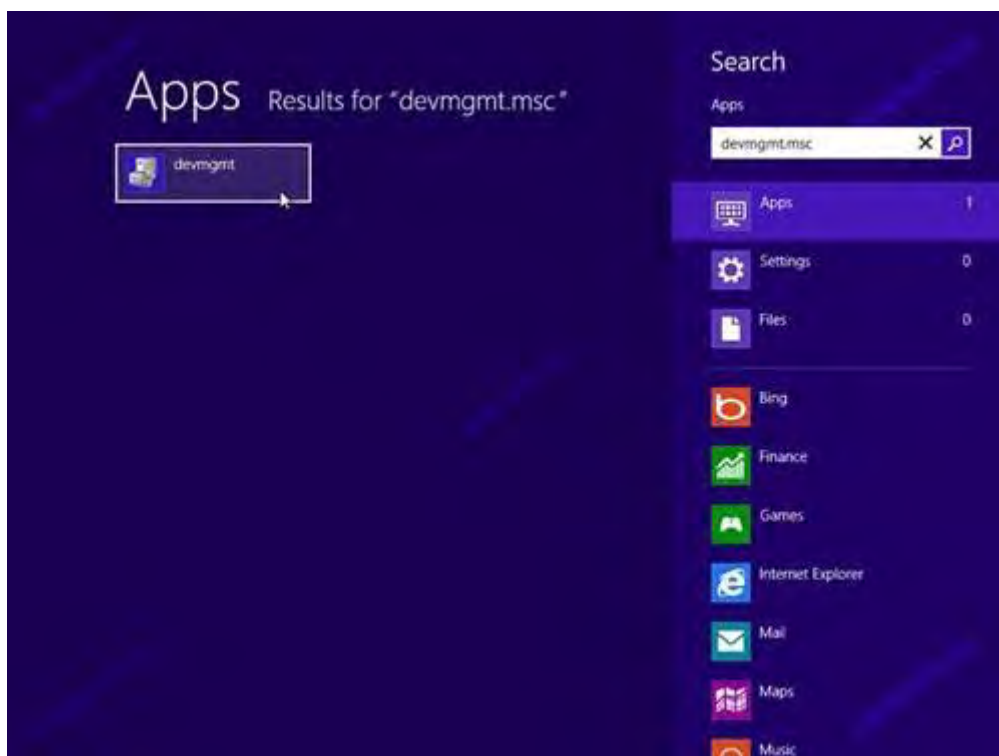 Apps Results for "devmgmt.msc"
devmgmt
Search
Apps
devmgmt.msc
Apps 1
Settings 0
Files 0
Bing
Finance
Games
Internet Explorer
Mail
Maps
Music